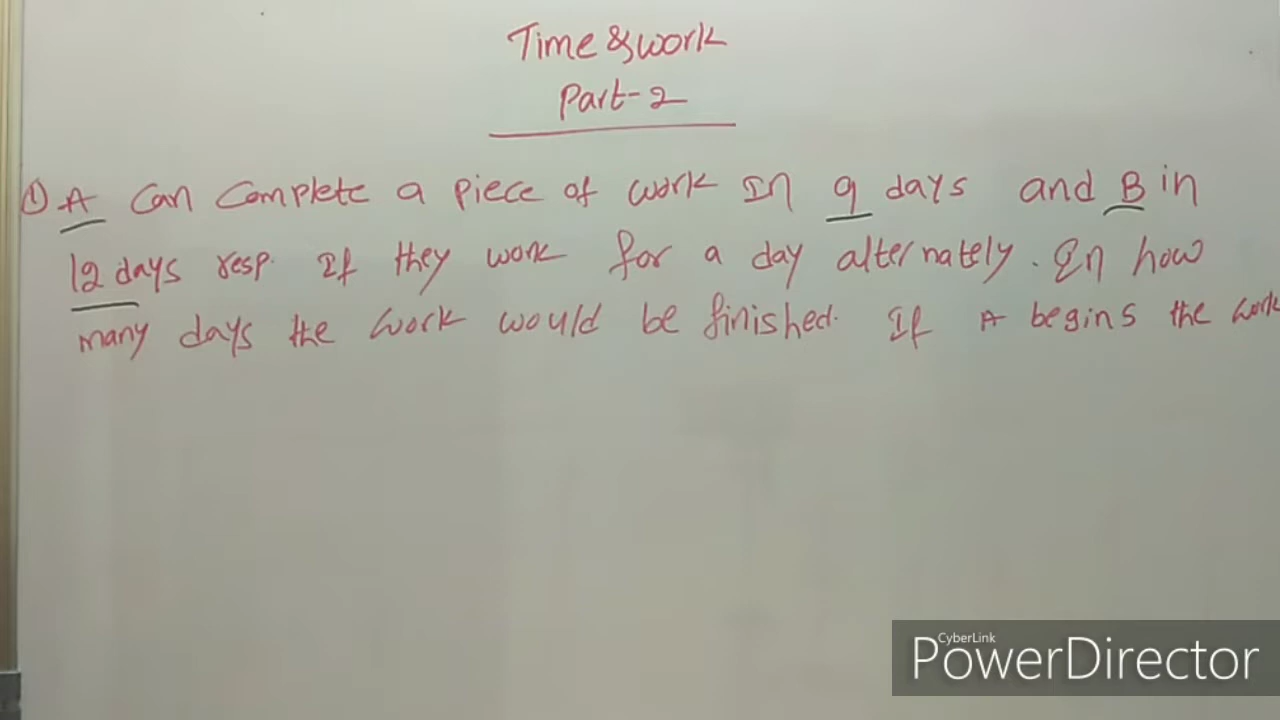 Time & work
Part-2
① A Can Complete a piece of work In 9 days and B in
12 days resp. If they work for a day alternately. In how
many days the work would be finished. If A begins the work
CyberLink
PowerDirector